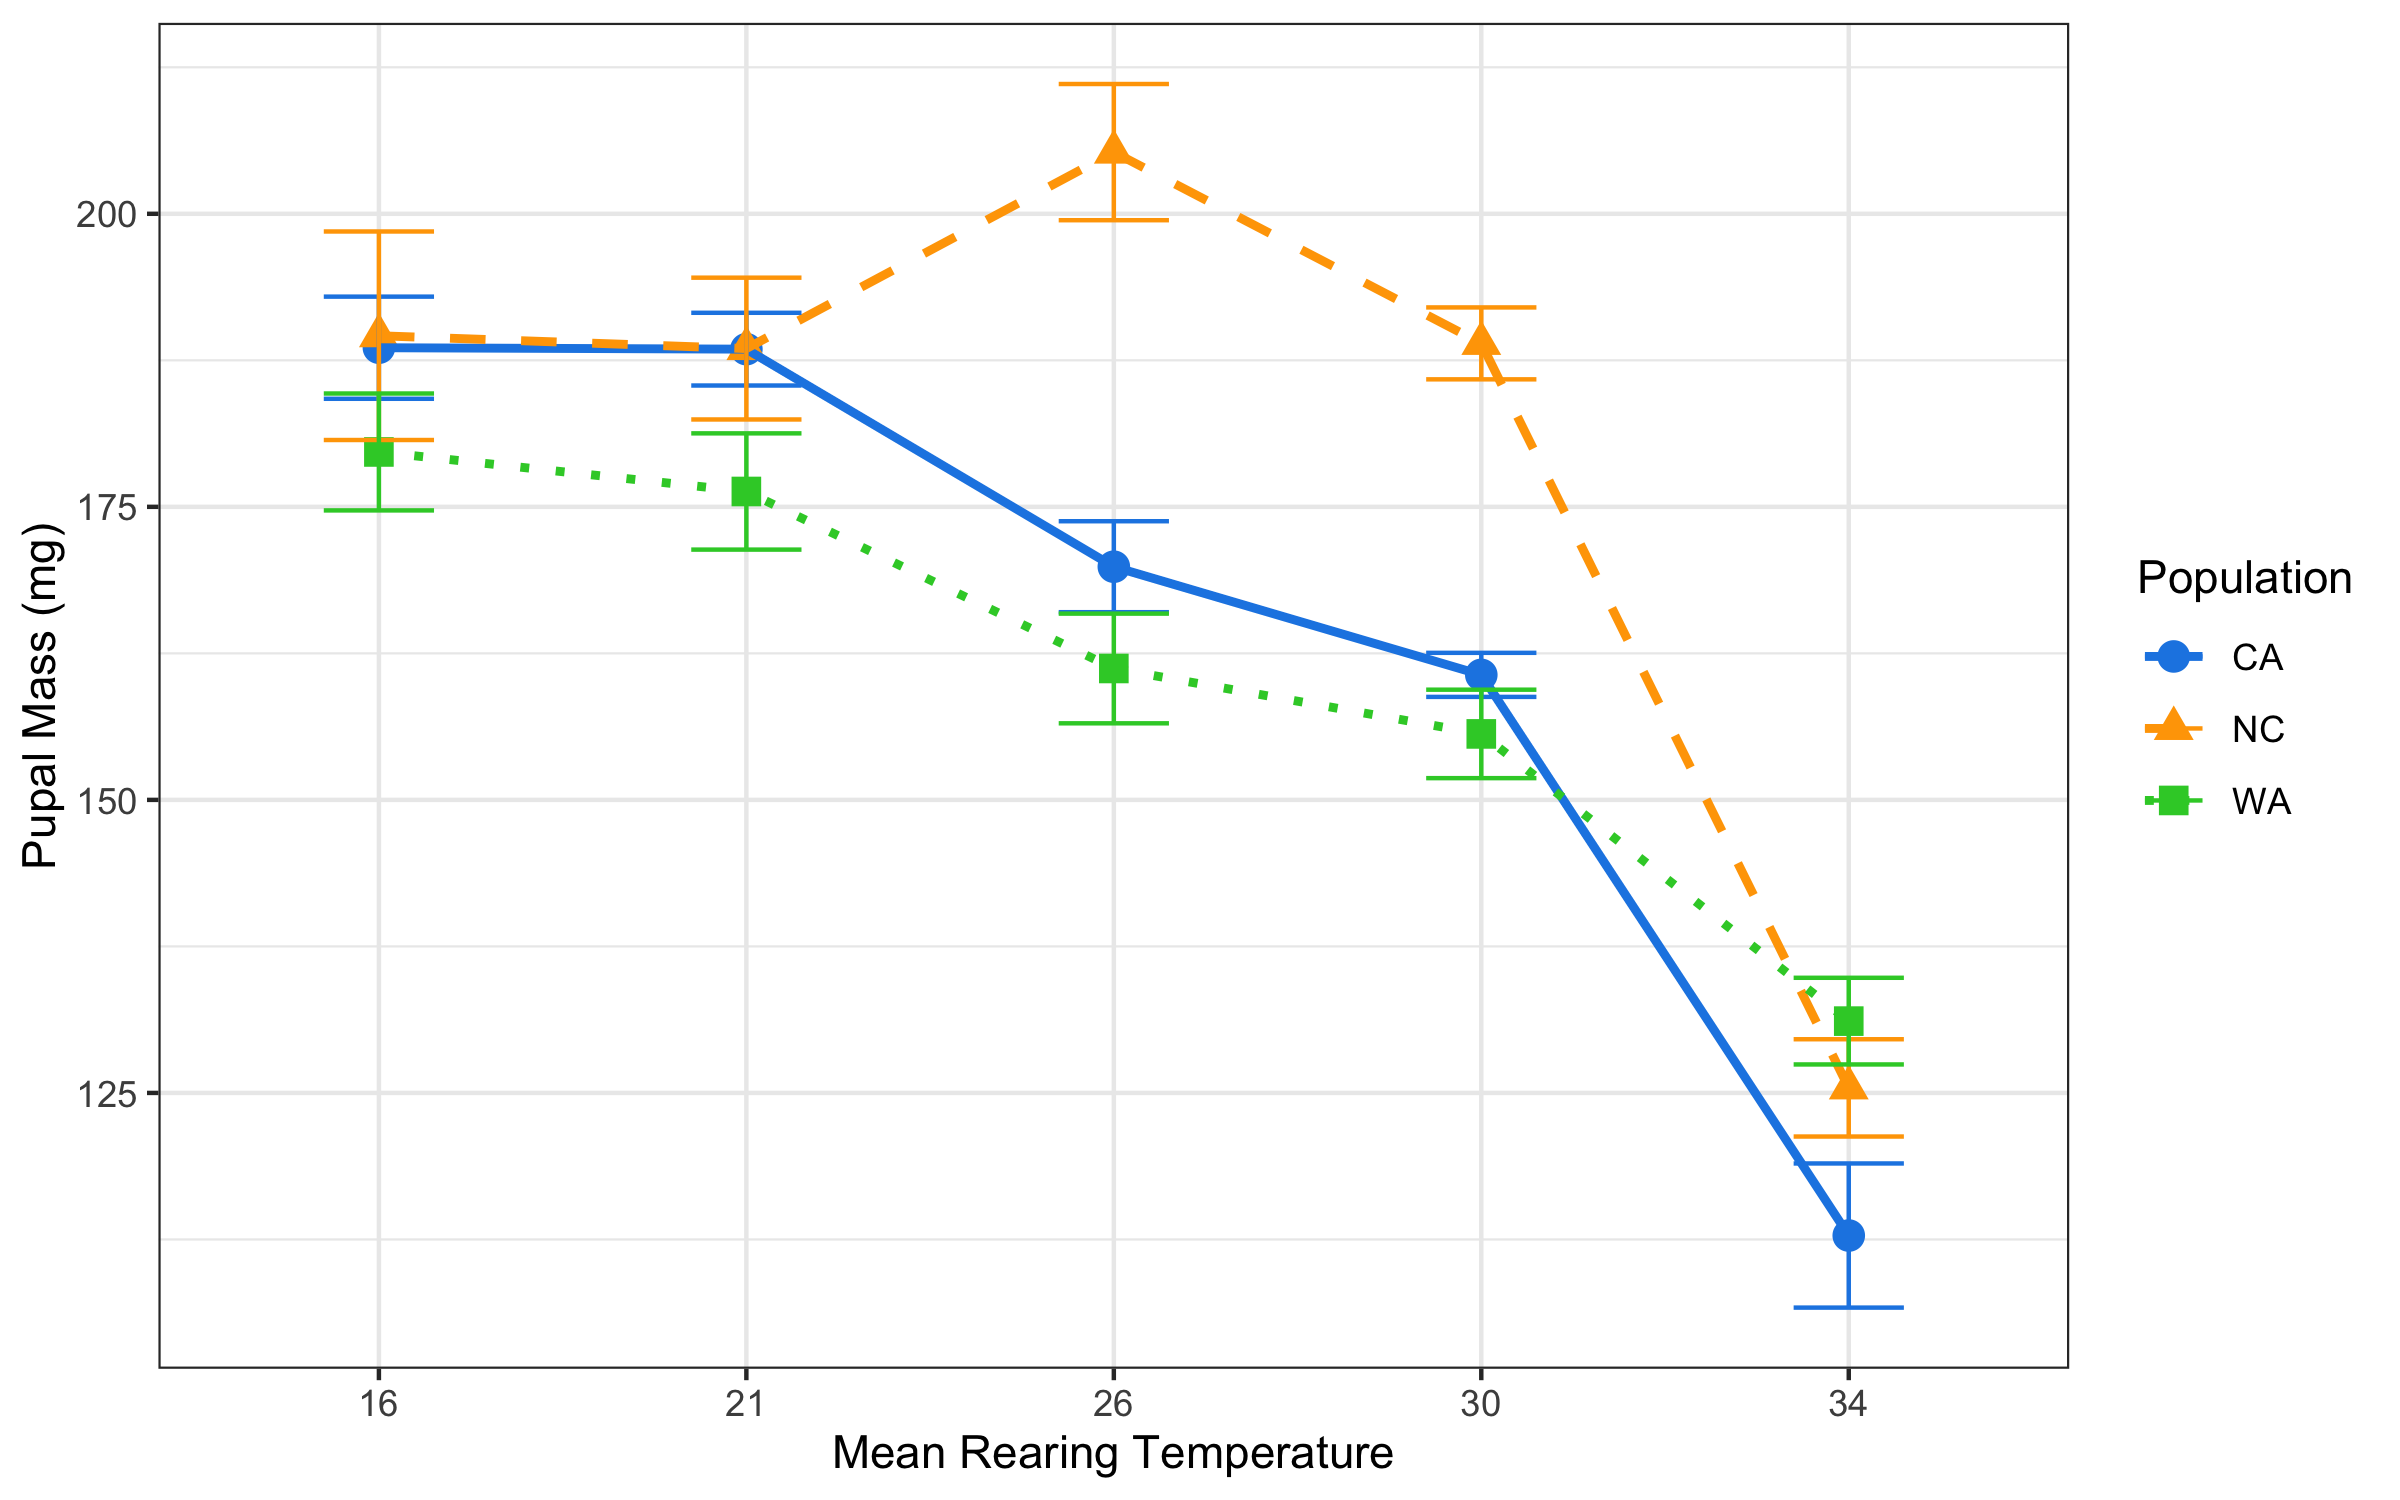 200
175
150
125
Pupal Mass (mg)
16 21 26 30 34
Mean Rearing Temperature
Population
CA
NC
WA